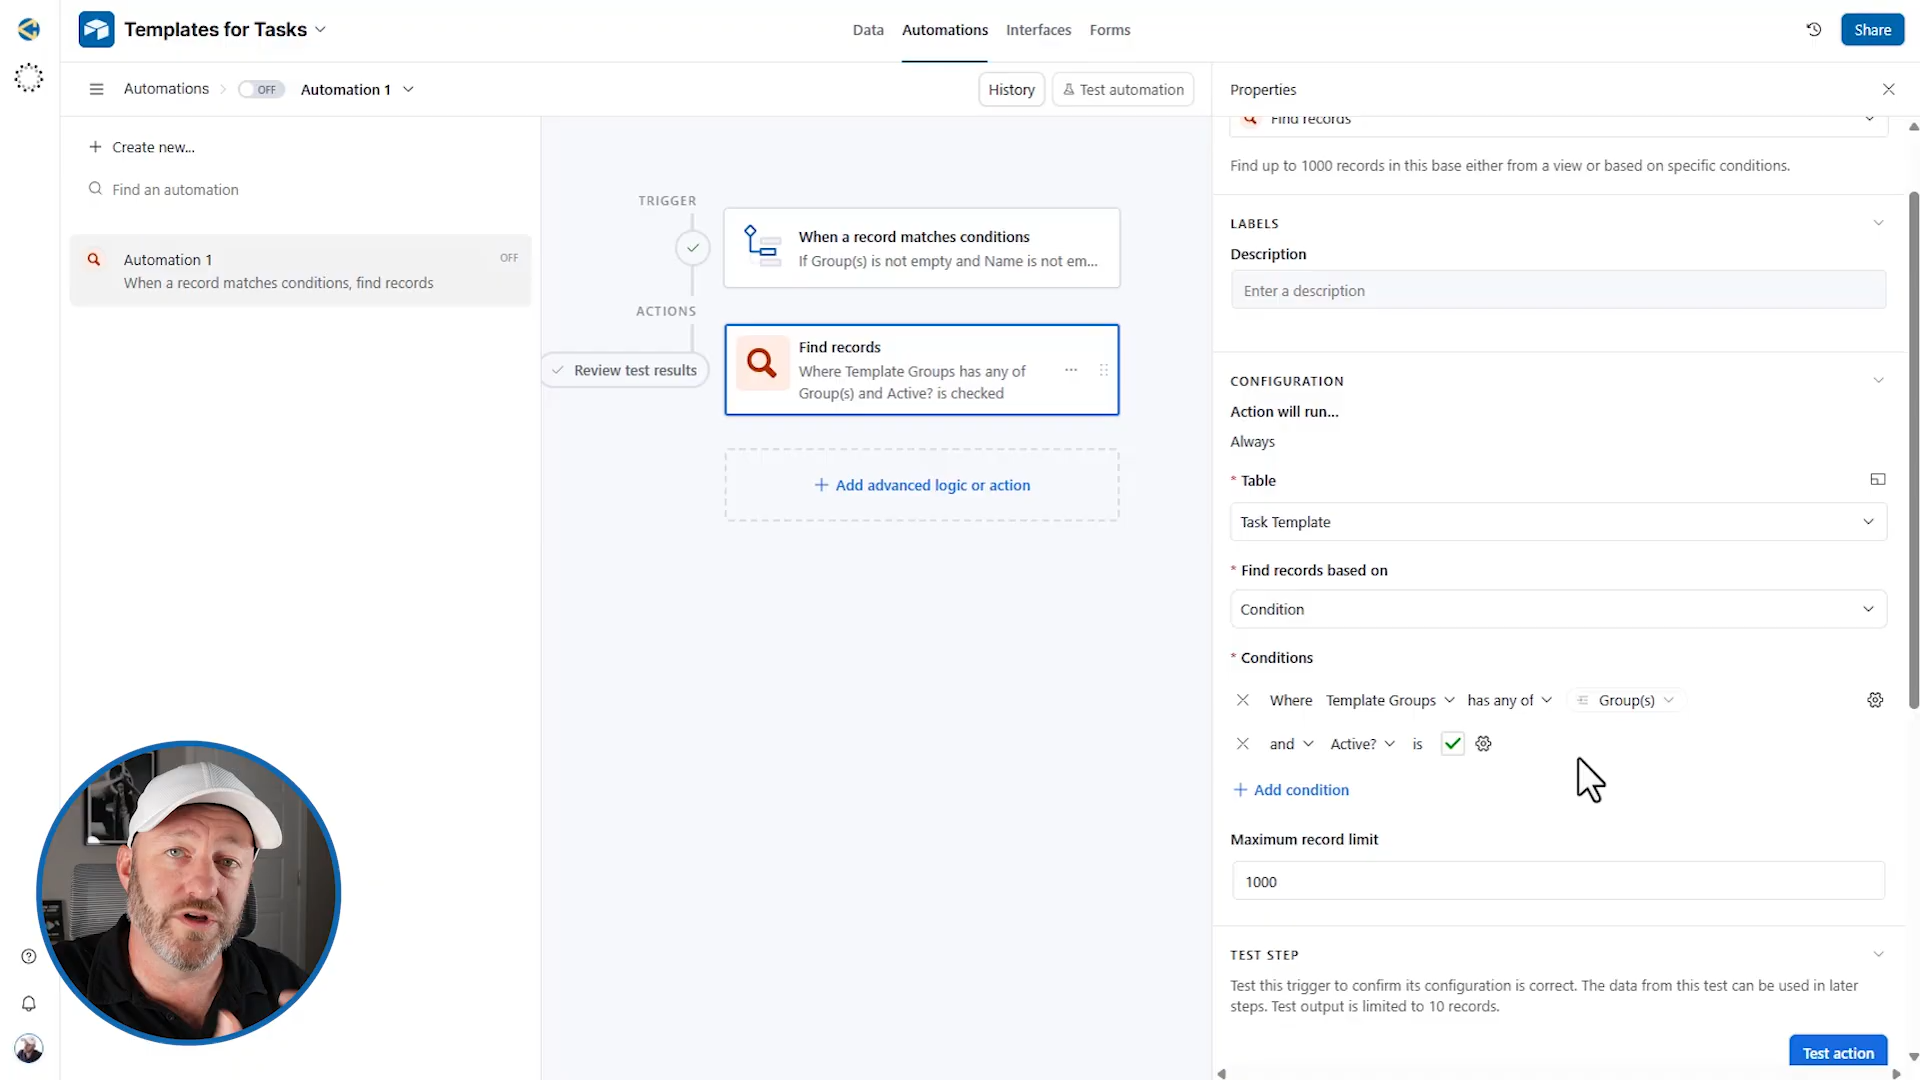 Templates for Tasks
Data
Automations
Interfaces
Forms
Share
Automations
OFF
Automation 1
History
Test automation
Properties
Create new...
Find an automation
Automation 1
OFF
When a record matches conditions, find records
TRIGGER
When a record matches conditions
If Group(s) is not empty and Name is not em...
ACTIONS
Review test results
Find records
Where Template Groups has any of
Group(s) and Active? is checked
Add advanced logic or action
Find records
Find up to 1000 records in this base either from a view or based on specific conditions.
LABELS
Description
Enter a description
CONFIGURATION
Action will run...
Always
* Table
Task Template
* Find records based on
Condition
* Conditions
Where Template Groups has any of Group(s)
and Active? is
Add condition
Maximum record limit
1000
TEST STEP
Test this trigger to confirm its configuration is correct. The data from this test can be used in later
steps. Test output is limited to 10 records.
Test action